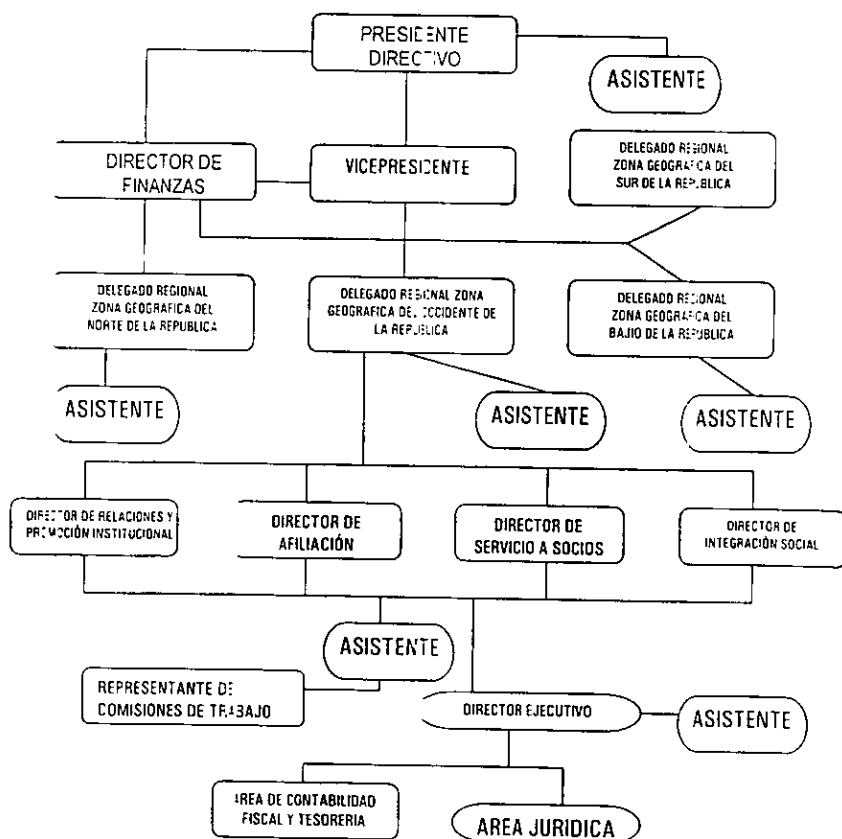 PRESIDENTE
DIRECTIVO
ASISTENTE
DIRECTOR DE
FINANZAS
VICEPRESIDENTE
DELEGADO REGIONAL
ZONA GEOGRAFICA DEL
SUR DE LA REPUBLICA
DELEGADO REGIONAL
ZONA GEOGRAFICA DEL
NORTE DE LA REPUBLICA
DELEGADO REGIONAL ZONA
GEOGRAFICA DEL OCCIDENTE DE
LA REPUBLICA
DELEGADO REGIONAL
ZONA GEOGRAFICA DEL
BAJIO DE LA REPUBLICA
ASISTENTE
ASISTENTE
ASISTENTE
DIRECTOR DE RELACIONES Y
PROMOCIÓN INSTITUCIONAL
DIRECTOR DE
AFILIACIÓN
DIRECTOR DE
SERVICIO A SOCIOS
DIRECTOR DE
INTEGRACIÓN SOCIAL
ASISTENTE
REPRESENTANTE DE
COMISIONES DE TRABAJO
DIRECTOR EJECUTIVO
ASISTENTE
AREA DE CONTABILIDAD
FISCAL Y TESORERIA
AREA JURIDICA